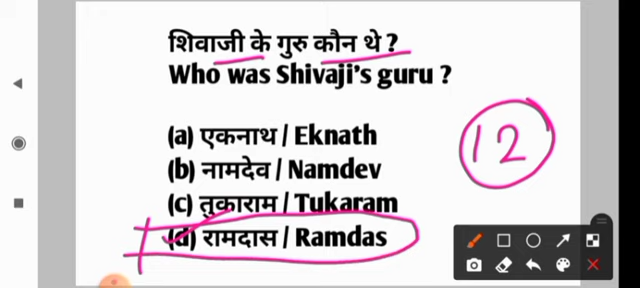 शिवाजी के गुरु कौन थे ?
Who was Shivaji's guru ?
12
(a) एकनाथ / Eknath
(b) नामदेव / Namdev
(c) तुकाराम / Tukaram
(d) रामदास / Ramdas